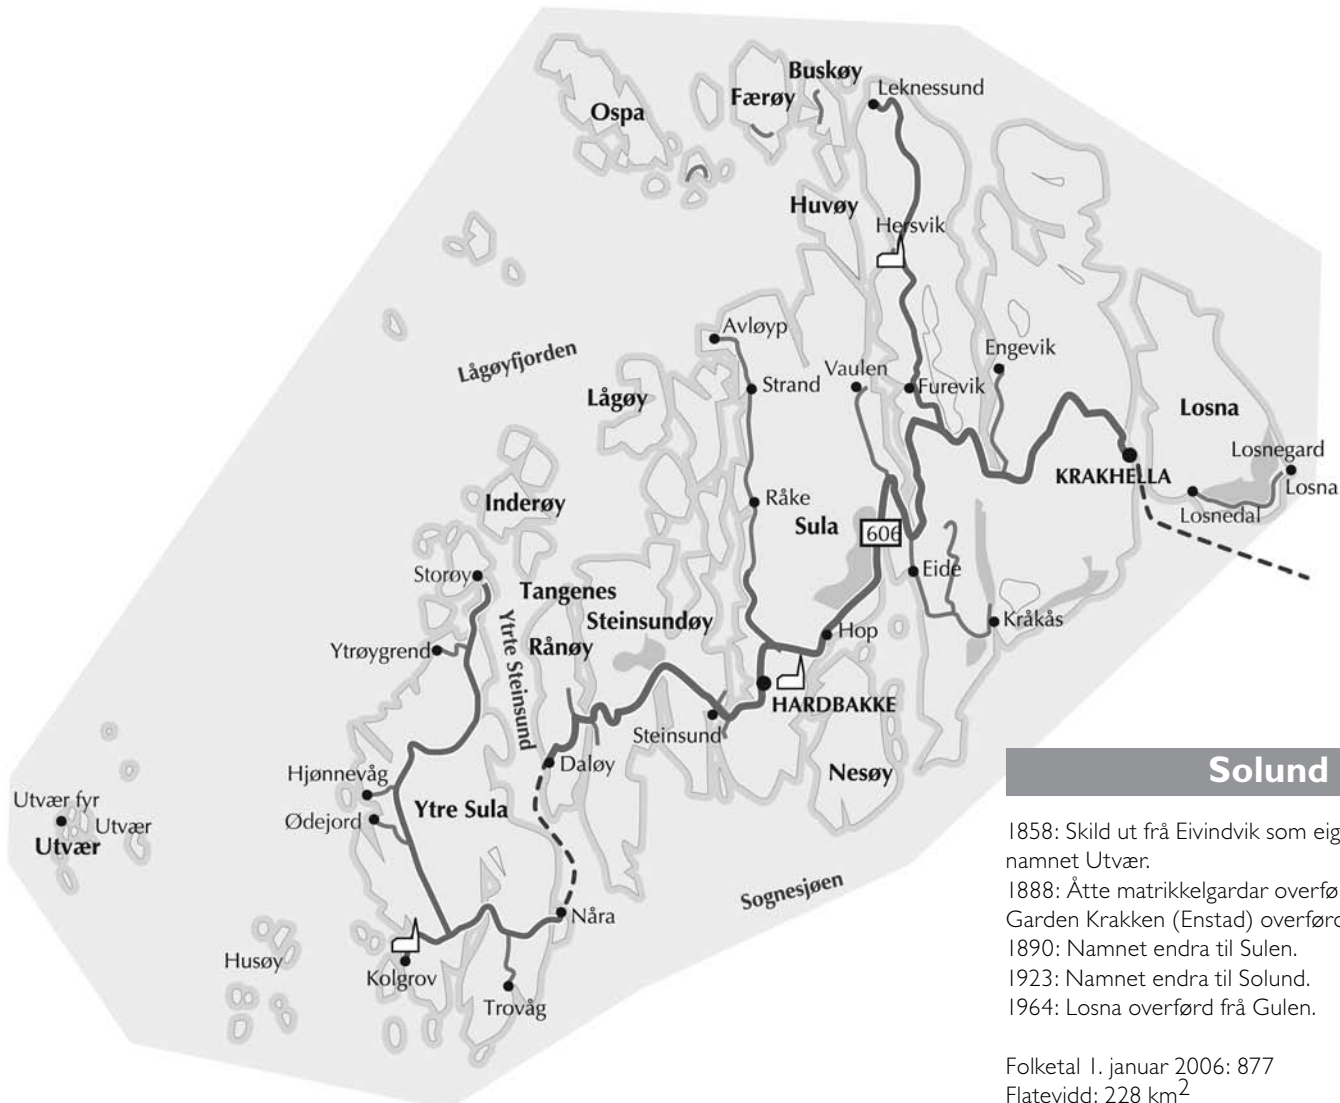 Buskøy
Leknessund
Færøy
Ospa
Huvøy
Hersvik
Avløyp
Lågøyfjorden
Engevik
Vaulen
Strand
Furevik
Lågøy
Losna
Losnegard
KRAKHELLA
Losna
Inderøy
Råke
Losnedal
Sula
606
Storøy
Eide
Tangenes
Steinsundøy
Kråkås
Hop
Ytrøygrend
Rånøy
Ytrte Steinsund
HARDBAKKE
Steinsund
Daløy
Nesøy
Hjønnevåg
Utvær fyr
Ytre Sula
Ødejord
Utvær
Utvær
Sognesjøen
Nåra
Husøy
Kolgrov
Trovåg
Solund
1858: Skild ut frå Eivindvik som eig
namnet Utvær.
1888: Åtte matrikkelgardar overfø
Garden Krakken (Enstad) overførd
1890: Namnet endra til Sulen.
1923: Namnet endra til Solund.
1964: Losna overførd frå Gulen.
Folketal 1. januar 2006: 877
Flatevidd: 228 km2